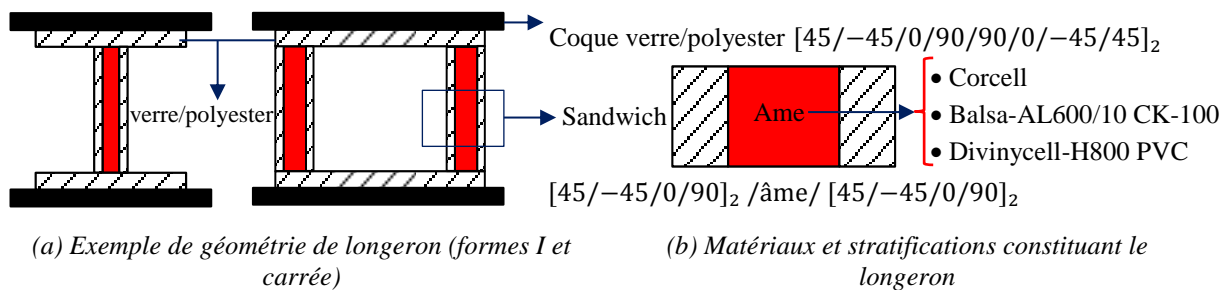 Coque verre/polyester [45/−45/0/90/90/0/−45/45]₂
verre/polyester
Sandwich
Ame
• Corcell
• Balsa-AL600/10 CK-100
• Divinycell-H800 PVC
[45/−45/0/90]₂ /âme/ [45/−45/0/90]₂
(a) Exemple de géométrie de longeron (formes I et
carrée)
(b) Matériaux et stratifications constituant le
longeron